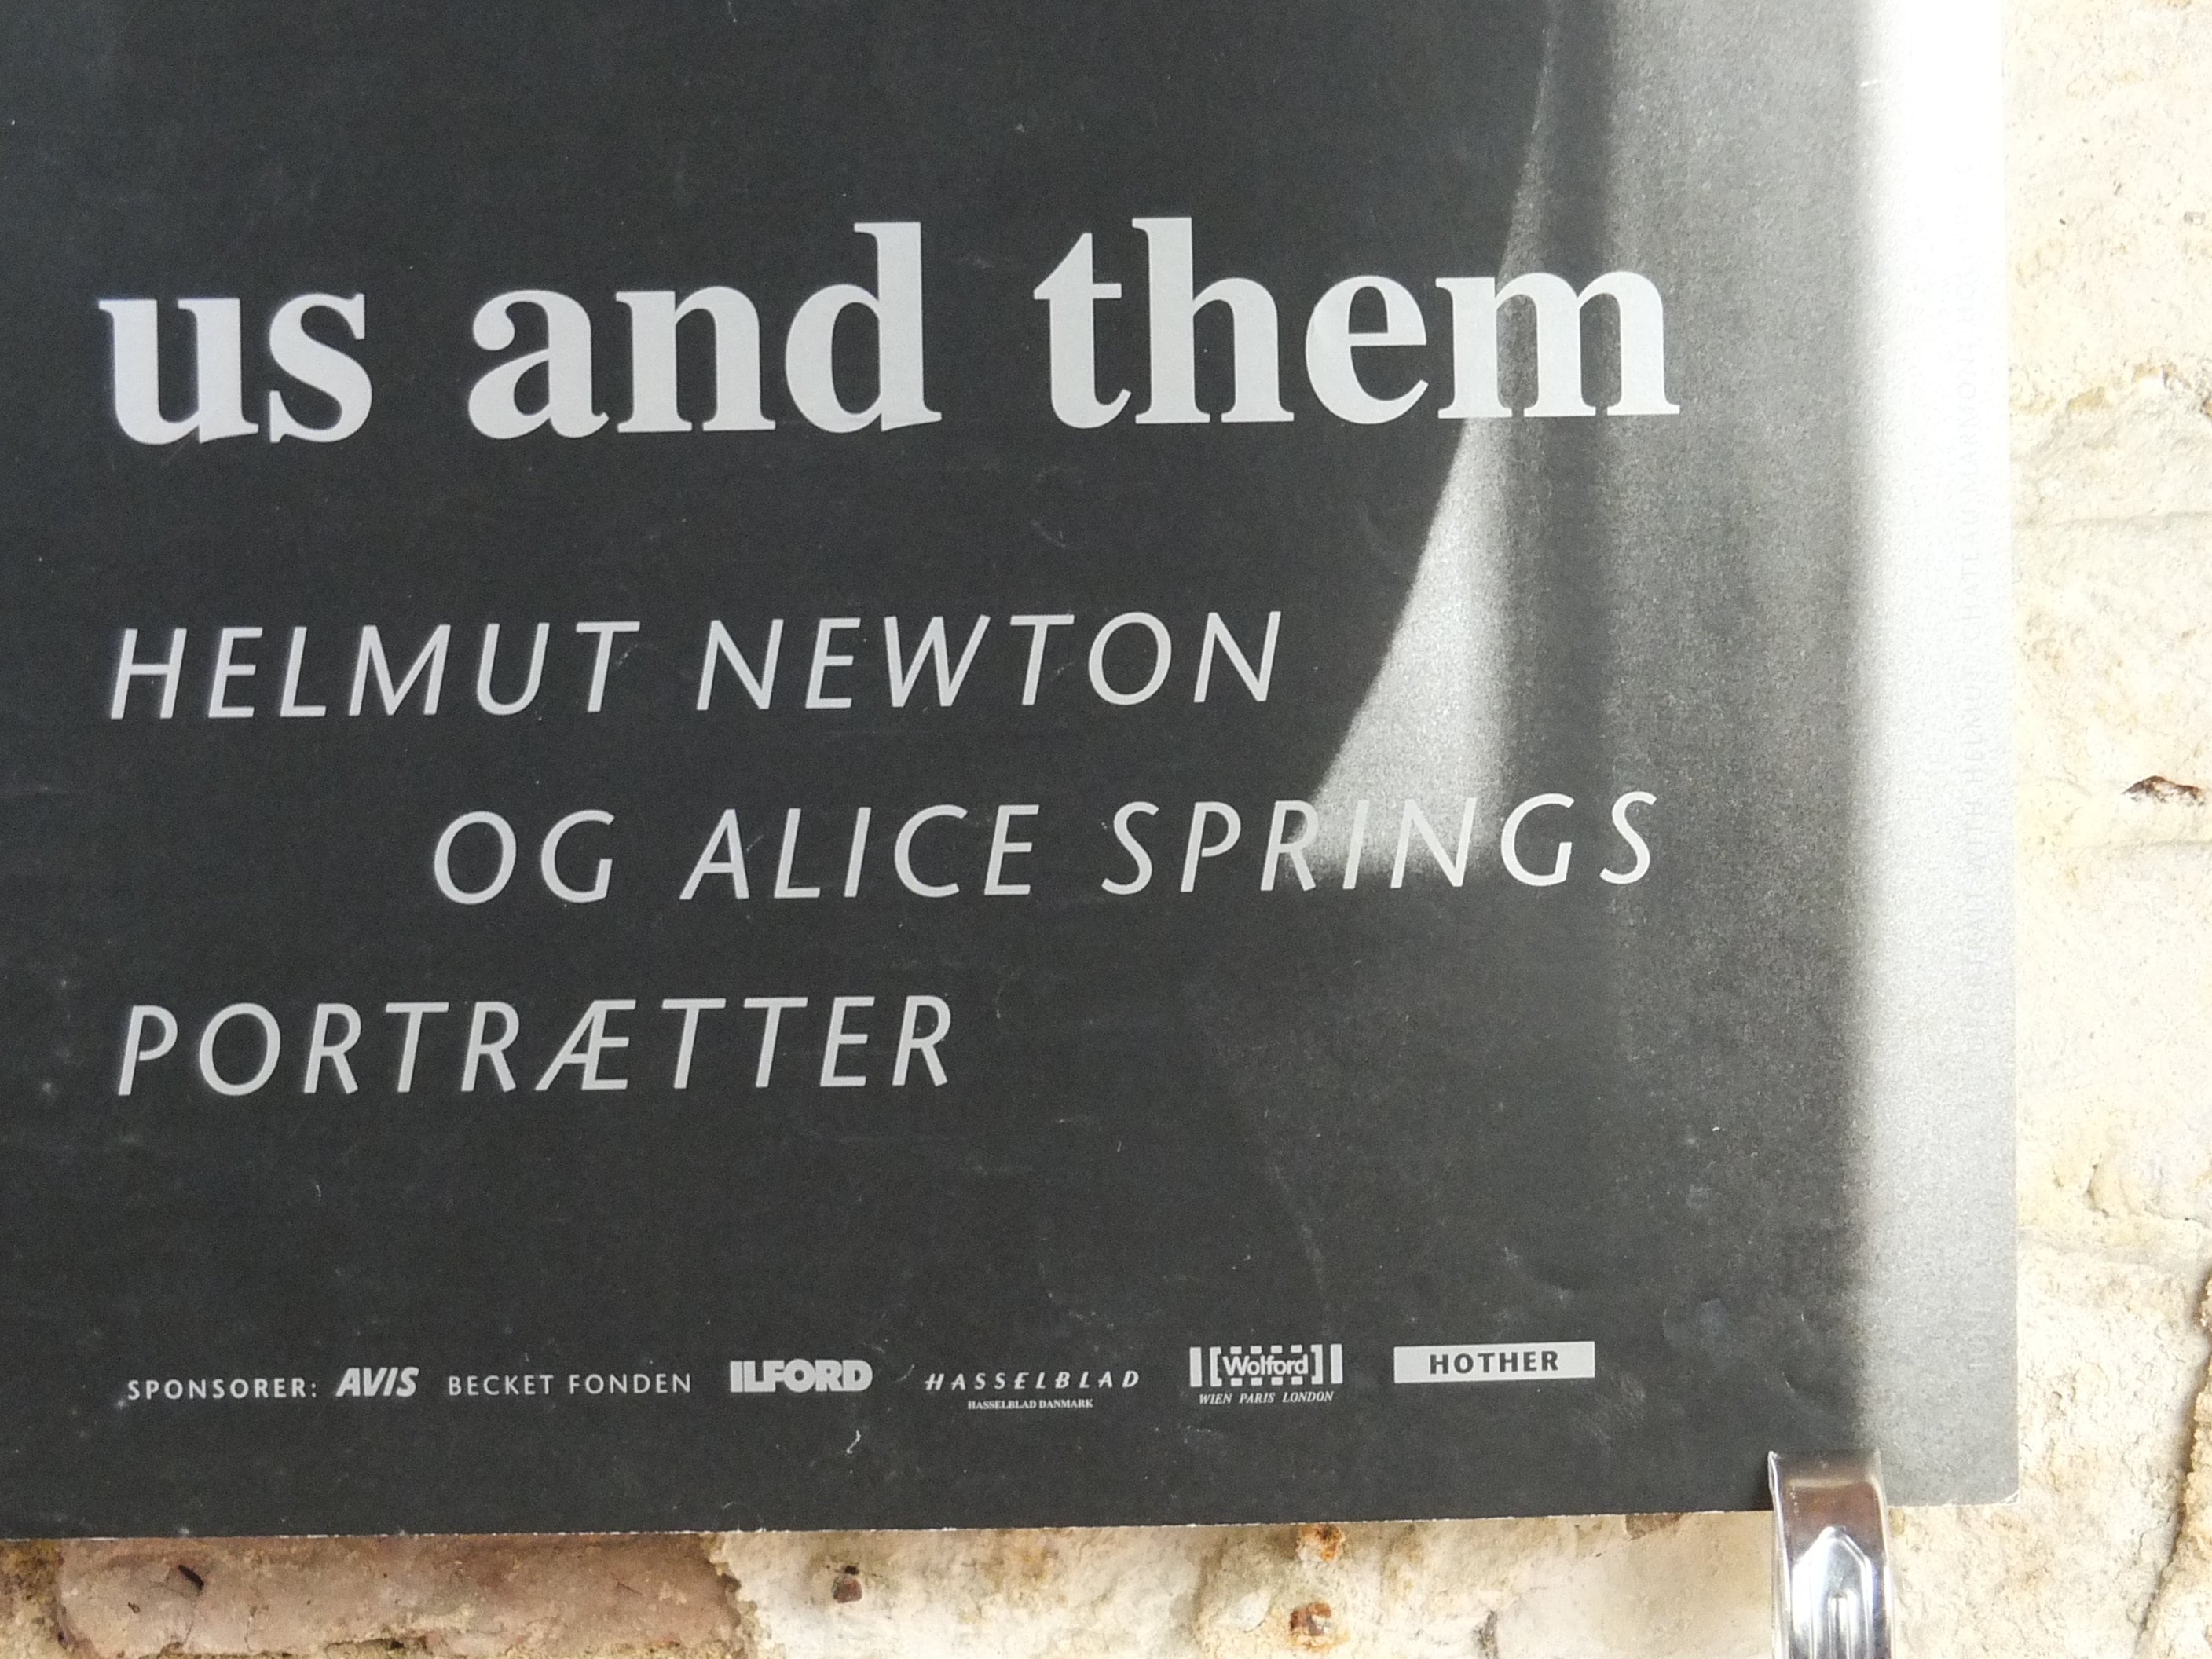 us and them
HELMUT NEWTON
OG ALICE SPRINGS
PORTRÆTTER
SPONSORER: AVIS BECKET FONDEN ILFORD HASSELBLAD Wolford HOTHER
HASSELBLAD DANMARK WIEN PARIS LONDON